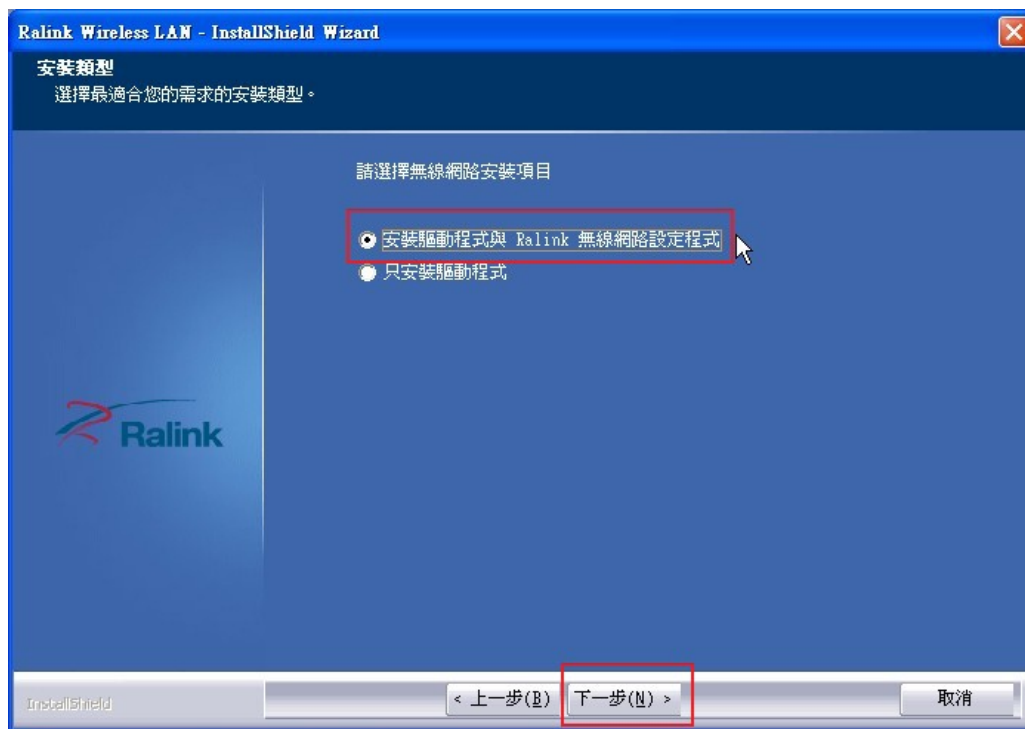 Ralink Wireless LAN - InstallShield Wizard
安裝類型
選擇最適合您的需求的安裝類型。
請選擇無線網路安裝項目
安裝驅動程式與 Ralink 無線網路設定程式
只安裝驅動程式
Ralink
InstallShield
< 上一步(B)
下一步(N) >
取消